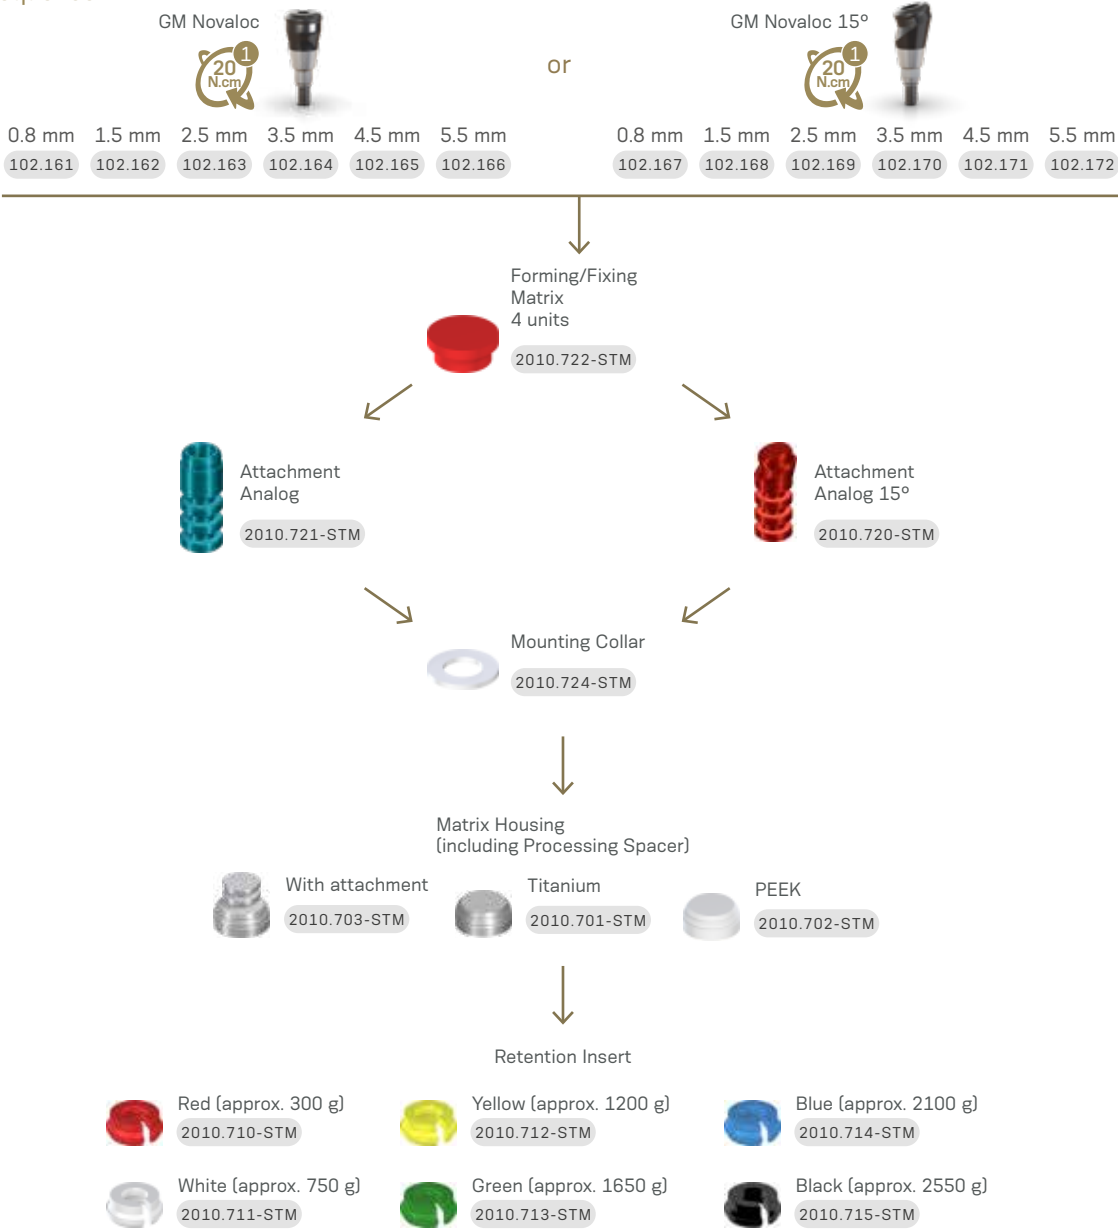 GM Novaloc
1
20
N.cm
or
GM Novaloc 15°
1
20
N.cm
0.8 mm 1.5 mm 2.5 mm 3.5 mm 4.5 mm 5.5 mm
102.161 102.162 102.163 102.164 102.165 102.166
0.8 mm 1.5 mm 2.5 mm 3.5 mm 4.5 mm 5.5 mm
102.167 102.168 102.169 102.170 102.171 102.172
Forming/Fixing
Matrix
4 units
2010.722-STM
Attachment
Analog
2010.721-STM
Attachment
Analog 15°
2010.720-STM
Mounting Collar
2010.724-STM
Matrix Housing
(including Processing Spacer)
With attachment
2010.703-STM
Titanium
2010.701-STM
PEEK
2010.702-STM
Retention Insert
Red (approx. 300 g)
2010.710-STM
Yellow (approx. 1200 g)
2010.712-STM
Blue (approx. 2100 g)
2010.714-STM
White (approx. 750 g)
2010.711-STM
Green (approx. 1650 g)
2010.713-STM
Black (approx. 2550 g)
2010.715-STM